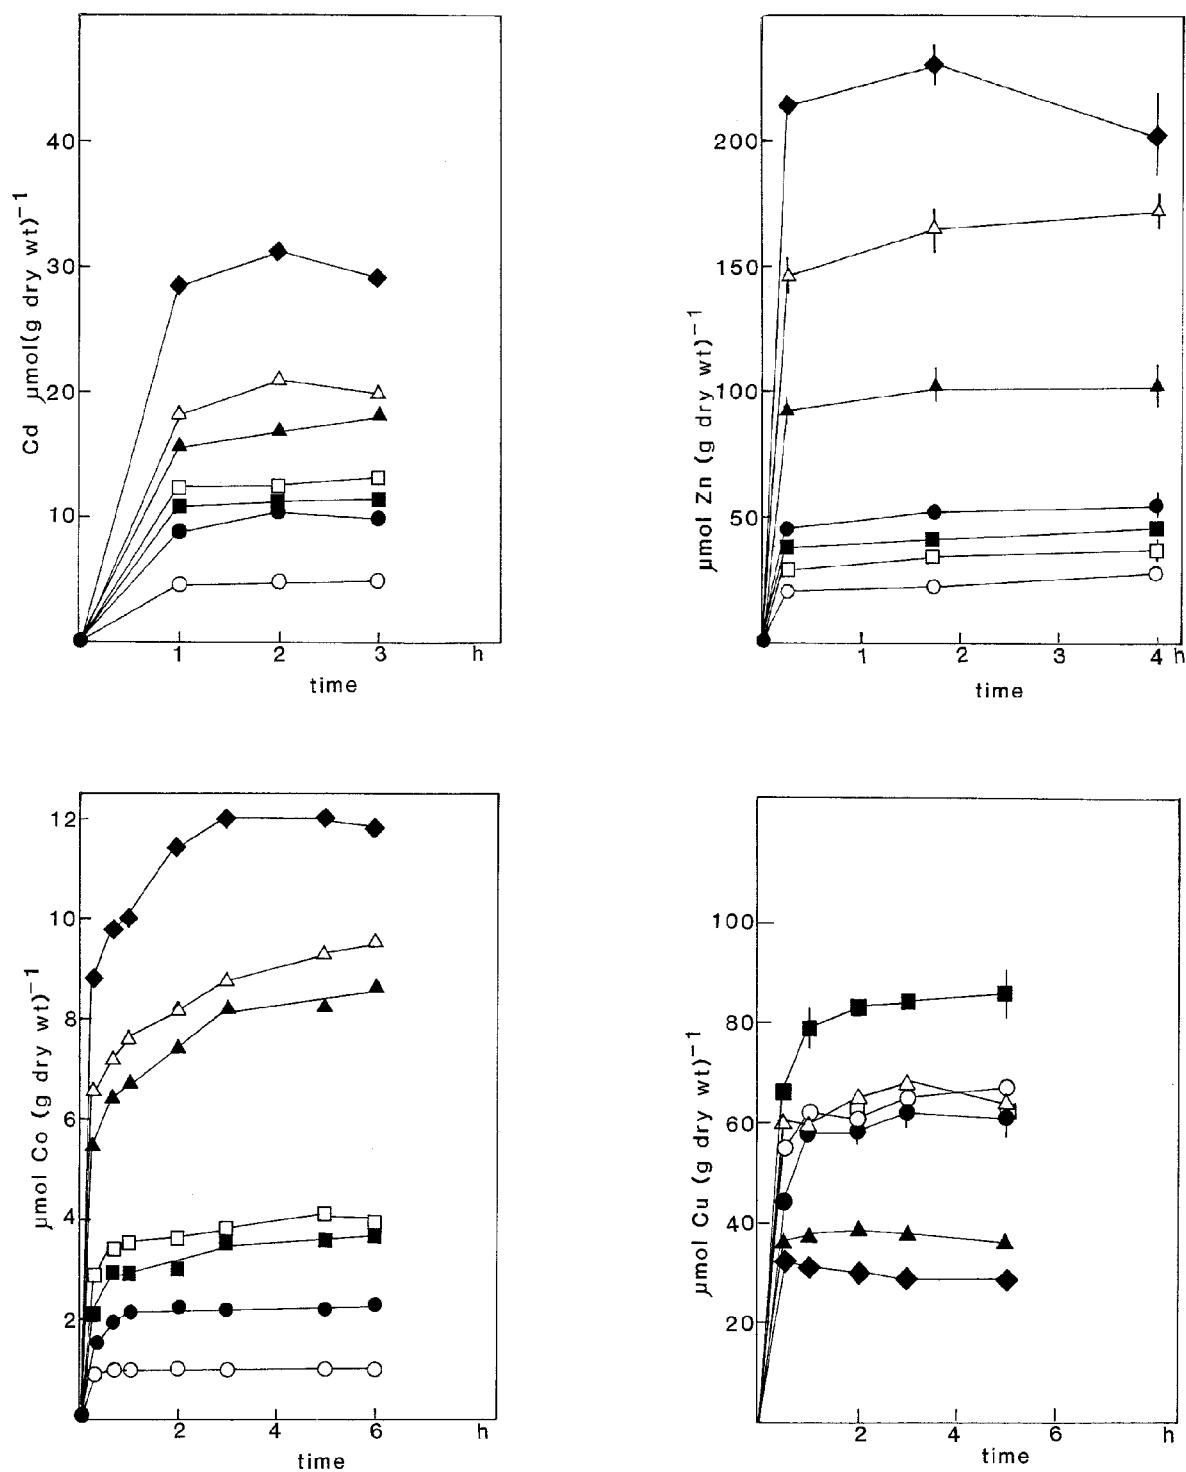 40
30
20
10
Cd µmol(g dry wt)⁻¹
1 2 3 h
time
200
150
100
50
µmol Zn (g dry wt)⁻¹
1 2 3 4 h
time
12
10
8
6
4
2
µmol Co (g dry wt)⁻¹
2 4 6 h
time
100
80
60
40
20
µmol Cu (g dry wt)⁻¹
2 4 6 h
time